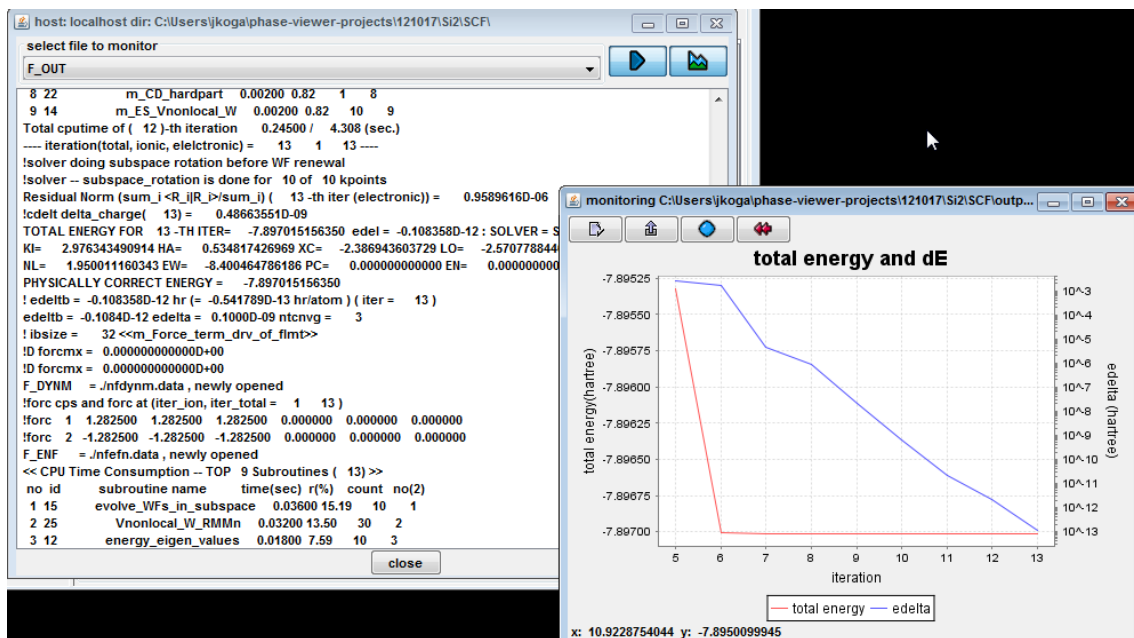 host: localhost dir: C:\Users\jkoga\phase-viewer-projects\121017\Si2\SCF\
select file to monitor
F_OUT
8 22 m_CD_hardpart 0.00200 0.82 1 8
9 14 m_ES_Vnonlocal_W 0.00200 0.82 10 9
Total cputime of ( 12 )-th iteration 0.24500 / 4.308 (sec.)
---- iteration(total, ionic, elelctronic) = 13 1 13 ----
!solver doing subspace rotation before WF renewal
!solver -- subspace_rotation is done for 10 of 10 kpoints
Residual Norm (sum_i <R_i|R_i>/sum_i) ( 13 -th iter (electronic)) = 0.9589616D-06
!cdelt delta_charge( 13) = 0.48663551D-09
TOTAL ENERGY FOR 13 -TH ITER= -7.897015156350 edel = -0.108358D-12 : SOLVER = S
KI= 2.976343490914 HA= 0.534817426969 XC= -2.386943603729 LO= -2.570778844
NL= 1.950011160343 EW= -8.400464786186 PC= 0.000000000000 EN= 0.000000000
PHYSICALLY CORRECT ENERGY = -7.897015156350
! edeltb = -0.108358D-12 hr (= -0.541789D-13 hr/atom ) ( iter = 13 )
edeltb = -0.1084D-12 edelta = 0.1000D-09 ntcnvg = 3
! ibsize = 32 <<m_Force_term_drv_of_flmt>>
!D forcmx = 0.000000000000D+00
!D forcmx = 0.000000000000D+00
F_DYNM = ./nfdynm.data , newly opened
!forc cps and forc at (iter_ion, iter_total = 1 13 )
!forc 1 1.282500 1.282500 1.282500 0.000000 0.000000 0.000000
!forc 2 -1.282500 -1.282500 -1.282500 0.000000 0.000000 0.000000
F_ENF = ./nfefn.data , newly opened
<< CPU Time Consumption -- TOP 9 Subroutines ( 13) >>
no id subroutine name time(sec) r(%) count no(2)
1 15 evolve_WFs_in_subspace 0.03600 15.19 10 1
2 25 Vnonlocal_W_RMMn 0.03200 13.50 30 2
3 12 energy_eigen_values 0.01800 7.59 10 3
close
monitoring C:\Users\jkoga\phase-viewer-projects\121017\Si2\SCF\outp...
total energy and dE
total energy(hartree)
-7.89525
-7.89550
-7.89575
-7.89600
-7.89625
-7.89650
-7.89675
-7.89700
10^-3
10^-4
10^-5
10^-6
10^-7
10^-8
10^-9
10^-10
10^-11
10^-12
10^-13
edelta (hartree)
5 6 7 8 9 10 11 12 13
iteration
total energy edelta
x: 10.9228754044 y: -7.8950099945